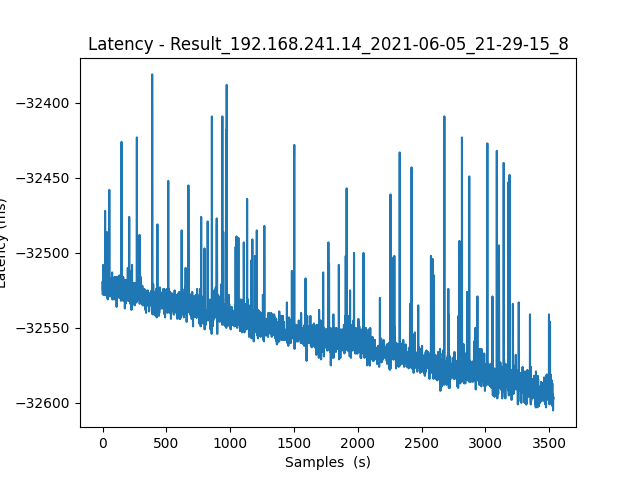 Latency - Result_192.168.241.14_2021-06-05_21-29-15_8
Latency (ms)
−32400
−32450
−32500
−32550
−32600
0 500 1000 1500 2000 2500 3000 3500
Samples  (s)